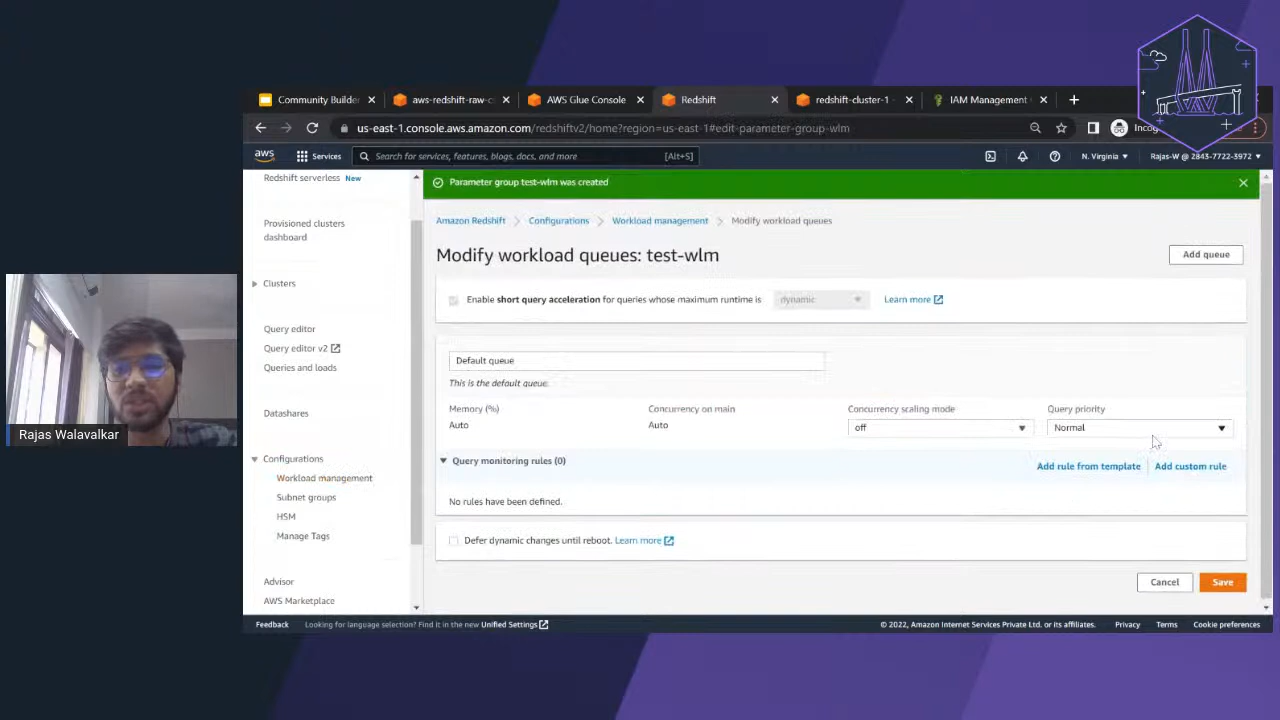 Community Builder
aws-redshift-raw-c
AWS Glue Console
Redshift
redshift-cluster-1
IAM Management
us-east-1.console.aws.amazon.com/redshiftv2/home?region=us-east-1#edit-parameter-group-wlm
aws
Services
Search for services, features, blogs, docs, and more
[Alt+S]
N. Virginia
Rajas-W @ 2843-7722-3972
Redshift serverless New
Provisioned clusters
dashboard
Clusters
Query editor
Query editor v2
Queries and loads
Datashares
Configurations
Workload management
Subnet groups
HSM
Manage Tags
Advisor
AWS Marketplace
Parameter group test-wlm was created
Amazon Redshift
Configurations
Workload management
Modify workload queues
Modify workload queues: test-wlm
Add queue
Enable short query acceleration for queries whose maximum runtime is
dynamic
Learn more
Default queue
This is the default queue.
Memory (%)
Concurrency on main
Concurrency scaling mode
Query priority
Auto
Auto
off
Normal
Query monitoring rules (0)
Add rule from template
Add custom rule
No rules have been defined.
Defer dynamic changes until reboot. Learn more
Cancel
Save
Feedback
Looking for language selection? Find it in the new Unified Settings
© 2022, Amazon Internet Services Private Ltd. or its affiliates.
Privacy
Terms
Cookie preferences
Rajas Walavalkar